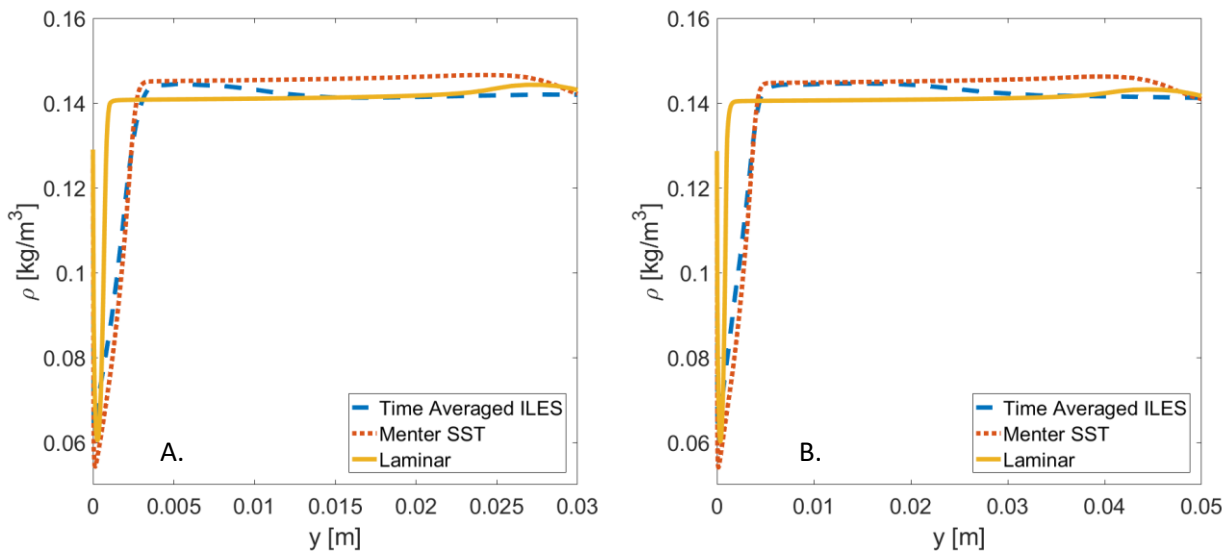 0.16
0.14
0.12
0.1
0.08
0.06
ρ [kg/m³]
A.
Time Averaged ILES
Menter SST
Laminar
0 0.005 0.01 0.015 0.02 0.025 0.03
y [m]
0.16
0.14
0.12
0.1
0.08
0.06
ρ [kg/m³]
B.
Time Averaged ILES
Menter SST
Laminar
0 0.01 0.02 0.03 0.04 0.05
y [m]